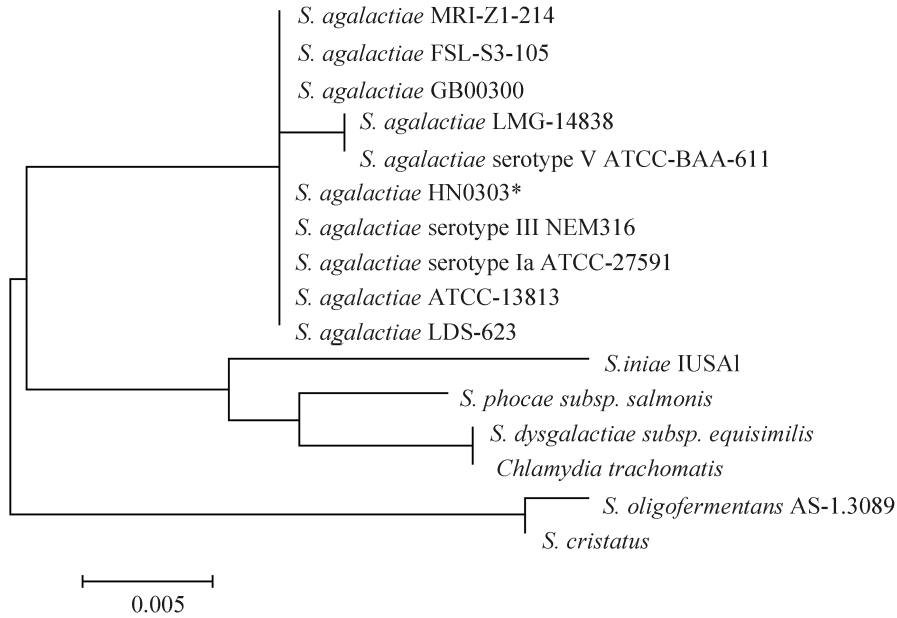 S. agalactiae MRI-Z1-214
S. agalactiae FSL-S3-105
S. agalactiae GB00300
S. agalactiae LMG-14838
S. agalactiae serotype V ATCC-BAA-611
S. agalactiae HN0303*
S. agalactiae serotype III NEM316
S. agalactiae serotype Ia ATCC-27591
S. agalactiae ATCC-13813
S. agalactiae LDS-623
S.iniae IUSAl
S. phocae subsp. salmonis
S. dysgalactiae subsp. equisimilis
Chlamydia trachomatis
S. oligofermentans AS-1.3089
S. cristatus
0.005